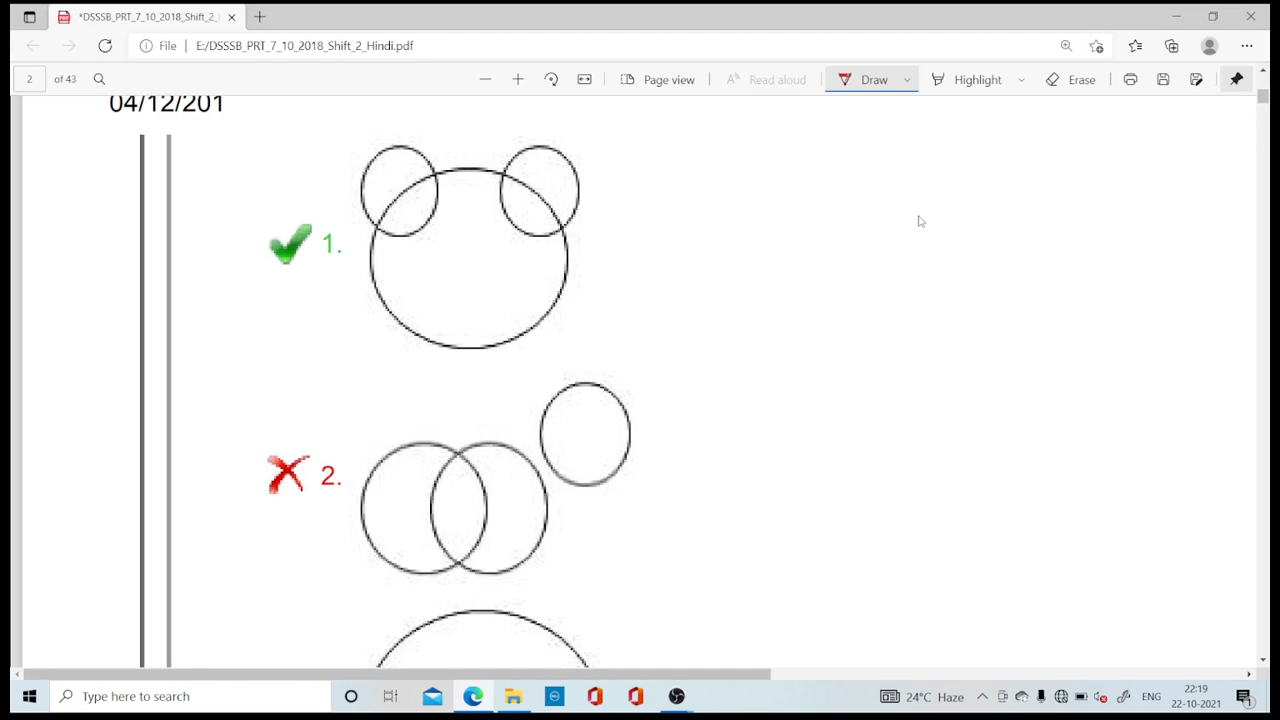 *DSSSB_PRT_7_10_2018_Shift_2_
File E:/DSSSB_PRT_7_10_2018_Shift_2_Hindi.pdf
2 of 43 Page view Read aloud Draw Highlight Erase
04/12/201
1.
2.
Type here to search 24°C Haze ENG 22:19
22-10-2021